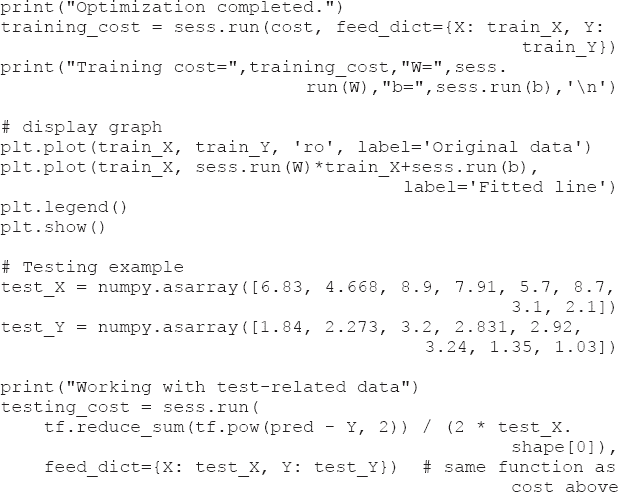 print("Optimization completed.")
training_cost = sess.run(cost, feed_dict={X: train_X, Y:
train_Y})
print("Training cost=",training_cost,"W=",sess.
run(W),"b=",sess.run(b),'\n')
# display graph
plt.plot(train_X, train_Y, 'ro', label='Original data')
plt.plot(train_X, sess.run(W)*train_X+sess.run(b),
label='Fitted line')
plt.legend()
plt.show()
# Testing example
test_X = numpy.asarray([6.83, 4.668, 8.9, 7.91, 5.7, 8.7,
3.1, 2.1])
test_Y = numpy.asarray([1.84, 2.273, 3.2, 2.831, 2.92,
3.24, 1.35, 1.03])
print("Working with test-related data")
testing_cost = sess.run(
tf.reduce_sum(tf.pow(pred - Y, 2)) / (2 * test_X.
shape[0]),
feed_dict={X: test_X, Y: test_Y})  # same function as
cost above